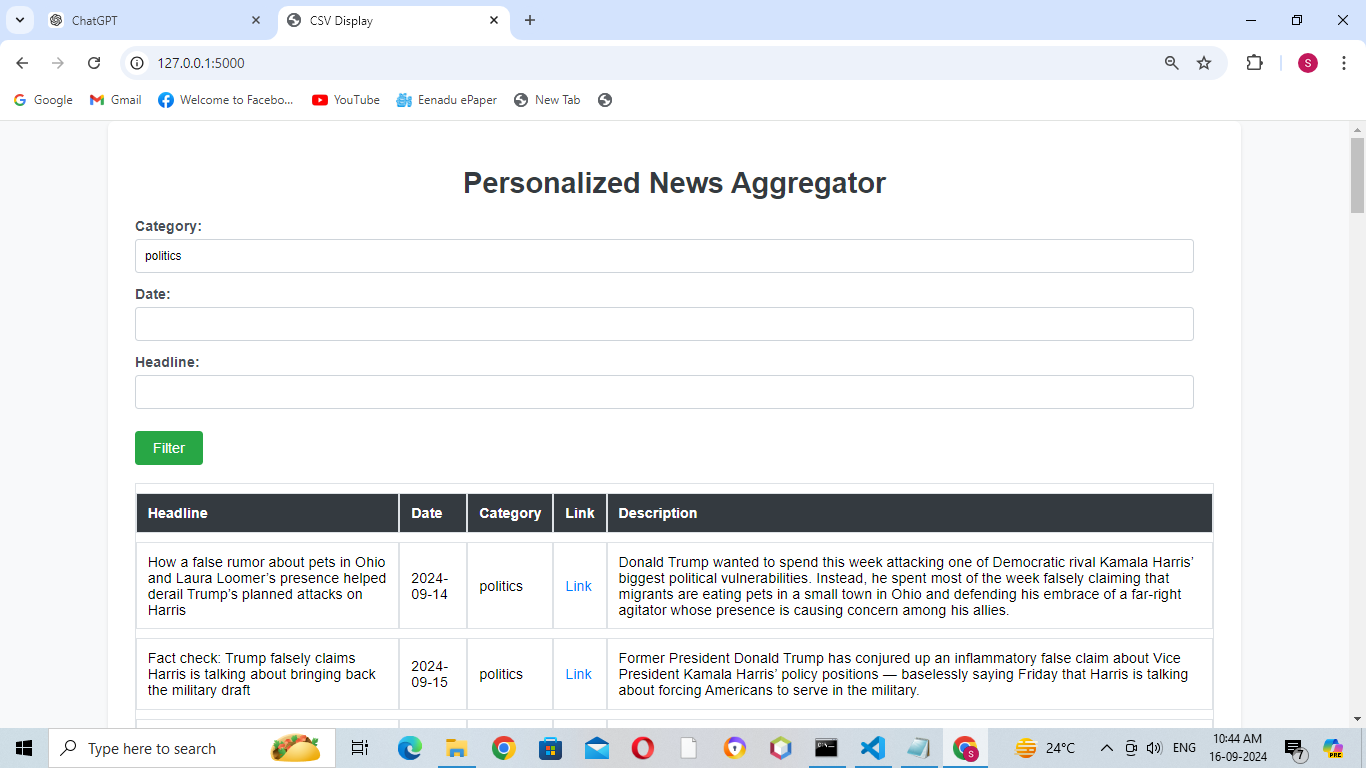 ChatGPT
CSV Display
127.0.0.1:5000
S
Google
Gmail
Welcome to Facebo...
YouTube
Eenadu ePaper
New Tab
Personalized News Aggregator
Category:
politics
Date:
Headline:
Filter
Headline Date Category Link Description
How a false rumor about pets in Ohio
and Laura Loomer’s presence helped
derail Trump’s planned attacks on
Harris
2024-
09-14
politics
Link
Donald Trump wanted to spend this week attacking one of Democratic rival Kamala Harris’
biggest political vulnerabilities. Instead, he spent most of the week falsely claiming that
migrants are eating pets in a small town in Ohio and defending his embrace of a far-right
agitator whose presence is causing concern among his allies.
Fact check: Trump falsely claims
Harris is talking about bringing back
the military draft
2024-
09-15
politics
Link
Former President Donald Trump has conjured up an inflammatory false claim about Vice
President Kamala Harris’ policy positions — baselessly saying Friday that Harris is talking
about forcing Americans to serve in the military.
Type here to search
S
24°C
ENG
10:44 AM
16-09-2024
7
PRE